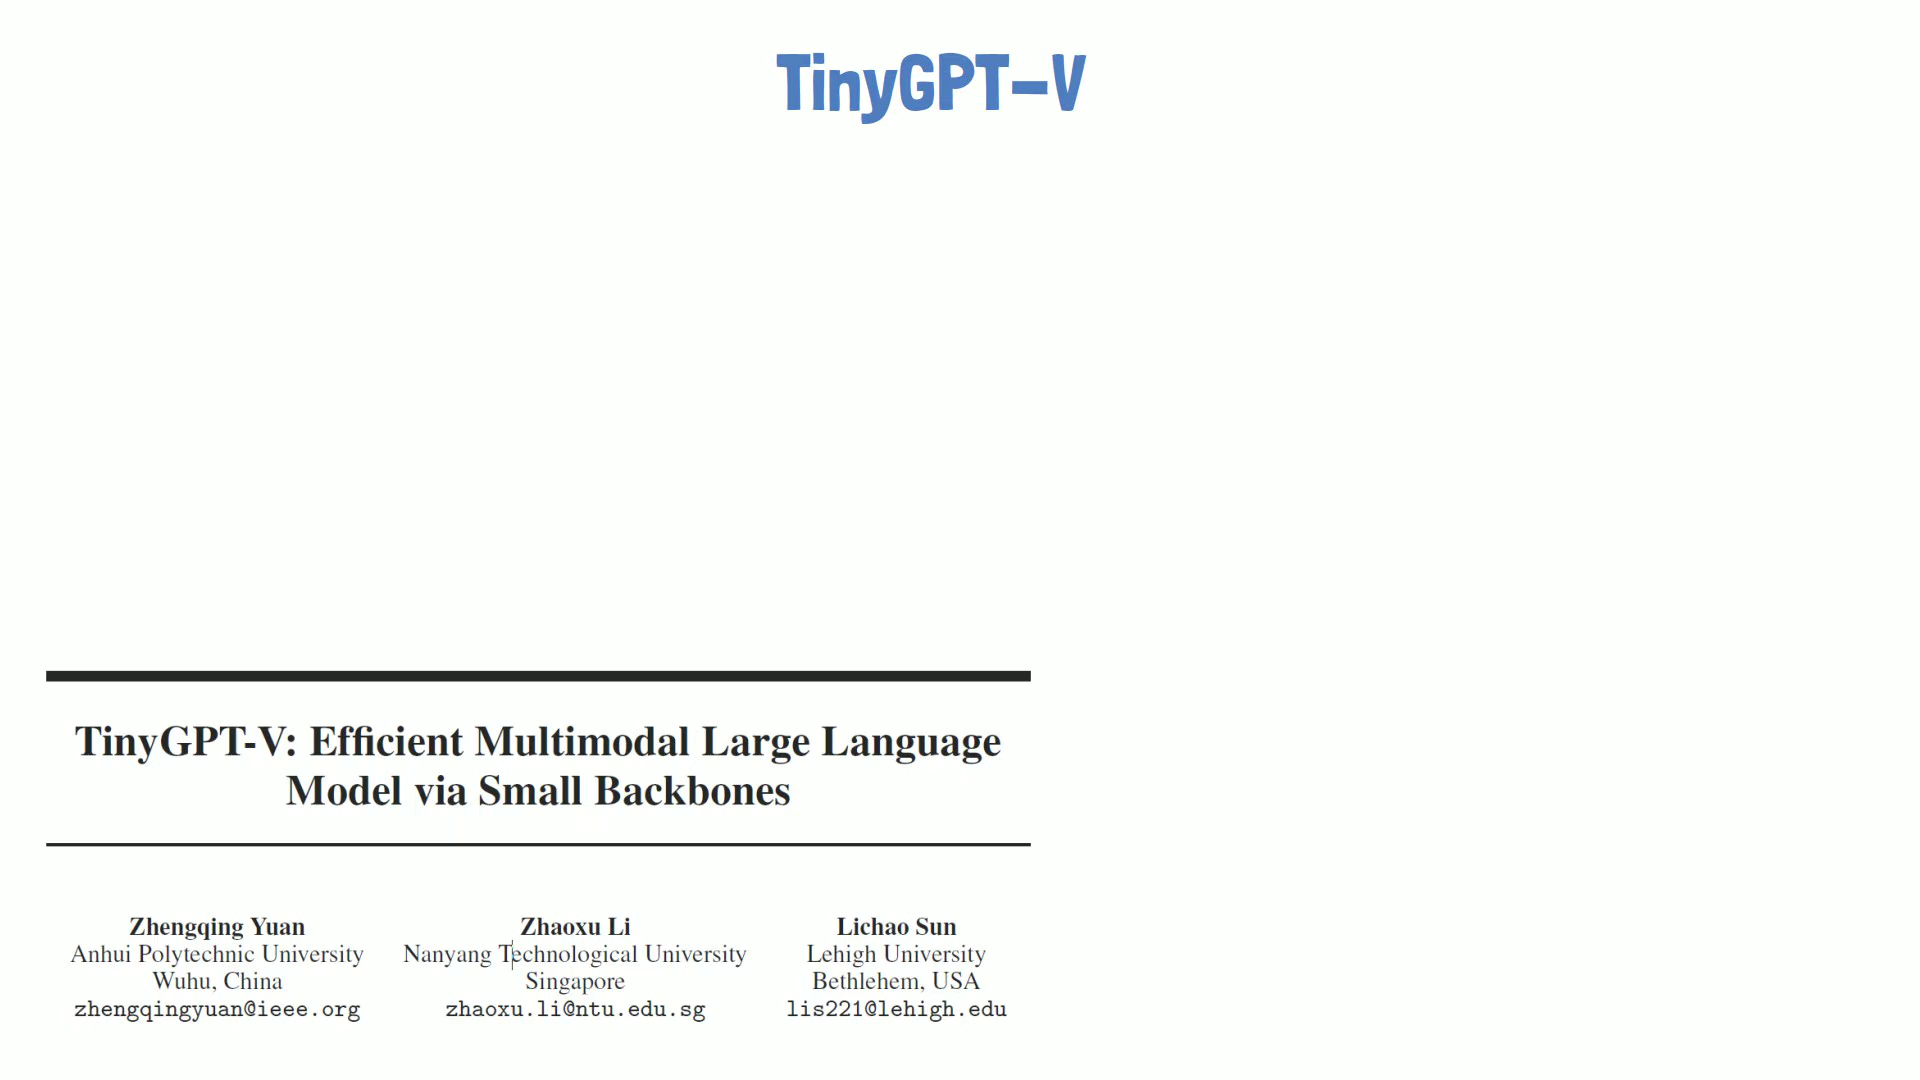 TinyGPT-V
TinyGPT-V: Efficient Multimodal Large Language
Model via Small Backbones
Zhengqing Yuan
Anhui Polytechnic University
Wuhu, China
zhengqingyuan@ieee.org
Zhaoxu Li
Nanyang Technological University
Singapore
zhaoxu.li@ntu.edu.sg
Lichao Sun
Lehigh University
Bethlehem, USA
lis221@lehigh.edu